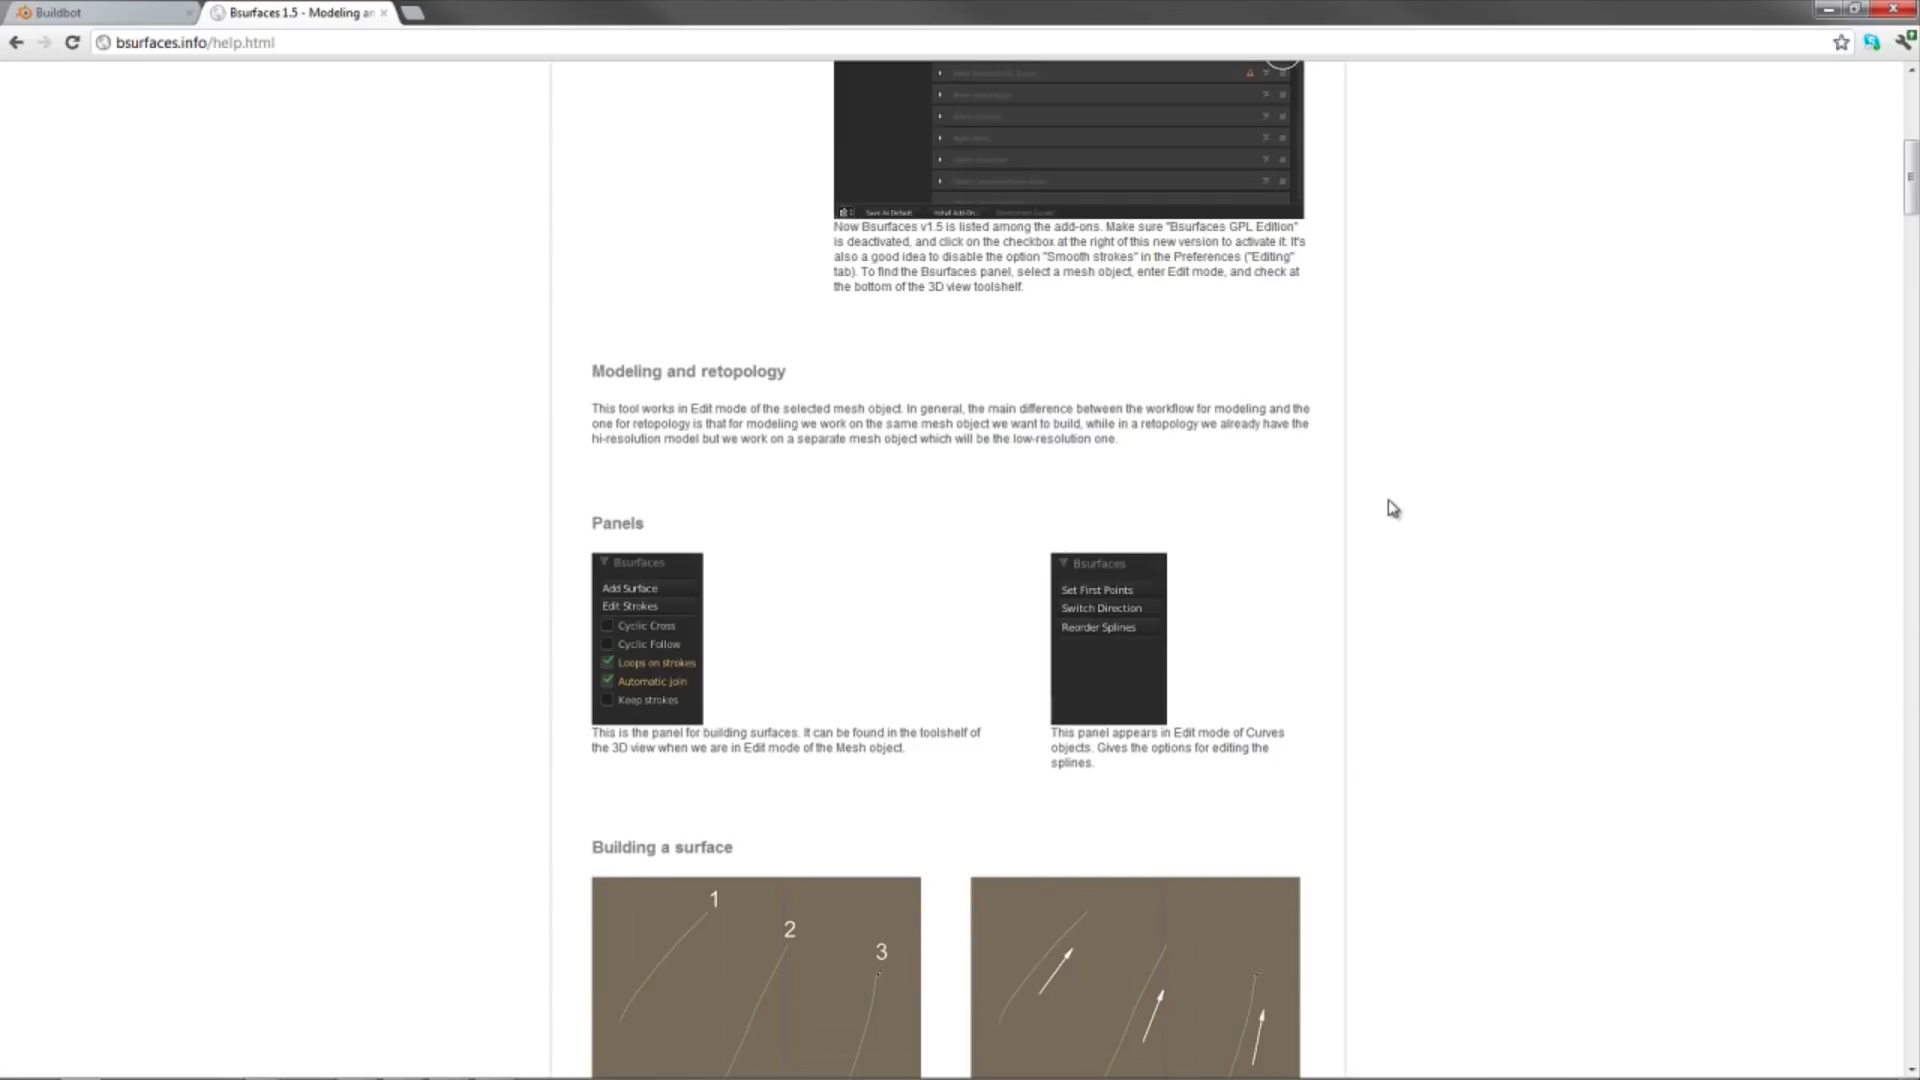 Buildbot
Bsurfaces 1.5 - Modeling an
bsurfaces.info/help.html
Save As Default
Install Add-On...
Now Bsurfaces v1.5 is listed among the add-ons. Make sure "Bsurfaces GPL Edition"
is deactivated, and click on the checkbox at the right of this new version to activate it. It's
also a good idea to disable the option "Smooth strokes" in the Preferences ("Editing"
tab). To find the Bsurfaces panel, select a mesh object, enter Edit mode, and check at
the bottom of the 3D view toolshelf.
Modeling and retopology
This tool works in Edit mode of the selected mesh object. In general, the main difference between the workflow for modeling and the
one for retopology is that for modeling we work on the same mesh object we want to build, while in a retopology we already have the
hi-resolution model but we work on a separate mesh object which will be the low-resolution one.
Panels
Bsurfaces
Add Surface
Edit Strokes
Cyclic Cross
Cyclic Follow
Loops on strokes
Automatic join
Keep strokes
This is the panel for building surfaces. It can be found in the toolshelf of
the 3D view when we are in Edit mode of the Mesh object.
Bsurfaces
Set First Points
Switch Direction
Reorder Splines
This panel appears in Edit mode of Curves
objects. Gives the options for editing the
splines.
Building a surface
1
2
3